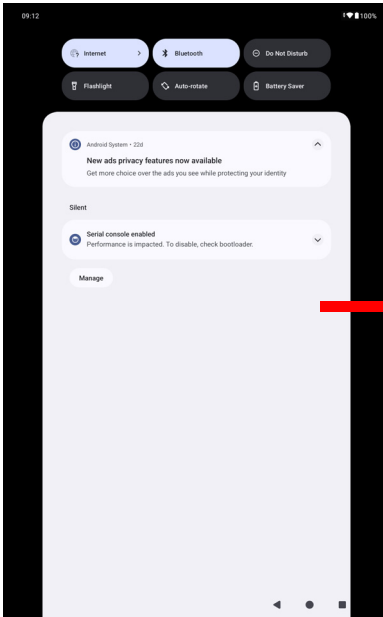 09:12
100%
Internet
Bluetooth
Do Not Disturb
Flashlight
Auto-rotate
Battery Saver
Android System • 22d
New ads privacy features now available
Get more choice over the ads you see while protecting your identity
Silent
Serial console enabled
Performance is impacted. To disable, check bootloader.
Manage